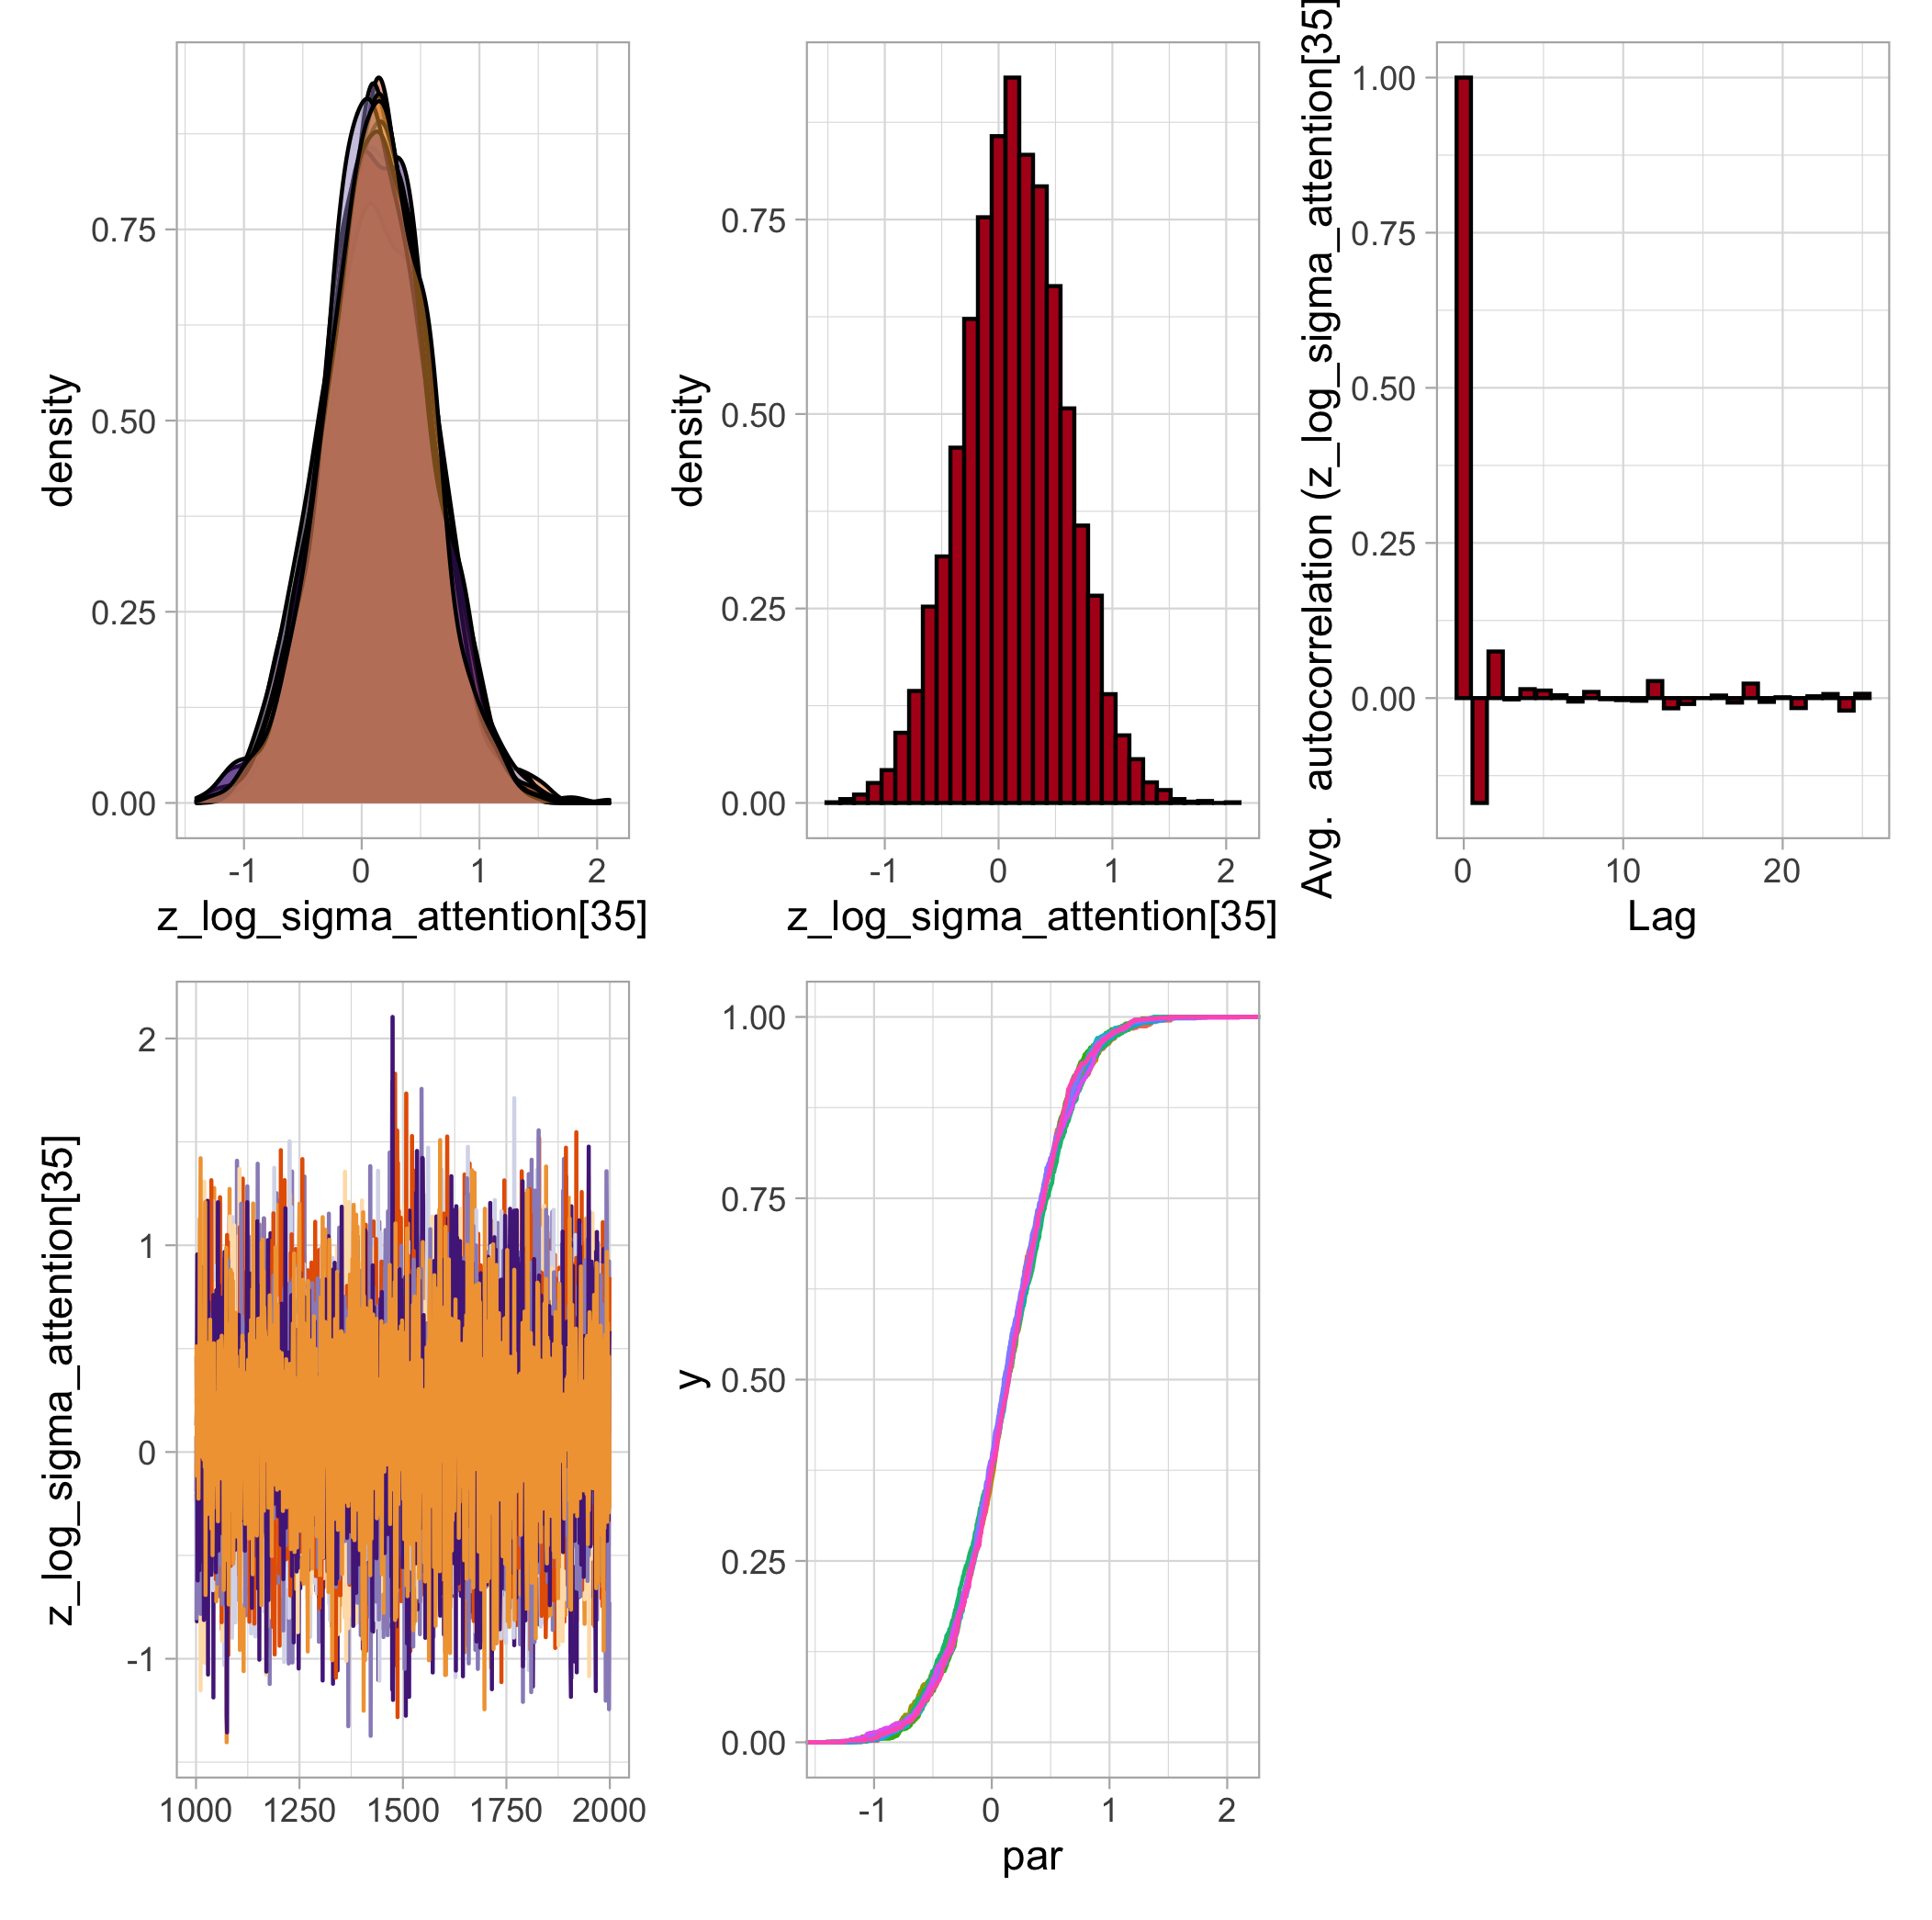 density
0.75
0.50
0.25
0.00
-1 0 1 2
z_log_sigma_attention[35]
density
0.75
0.50
0.25
0.00
-1 0 1 2
z_log_sigma_attention[35]
Avg. autocorrelation (z_log_sigma_attention[35]
1.00
0.75
0.50
0.25
0.00
0 10 20
Lag
z_log_sigma_attention[35]
2
1
0
-1
1000 1250 1500 1750 2000
y
1.00
0.75
0.50
0.25
0.00
-1 0 1 2
par